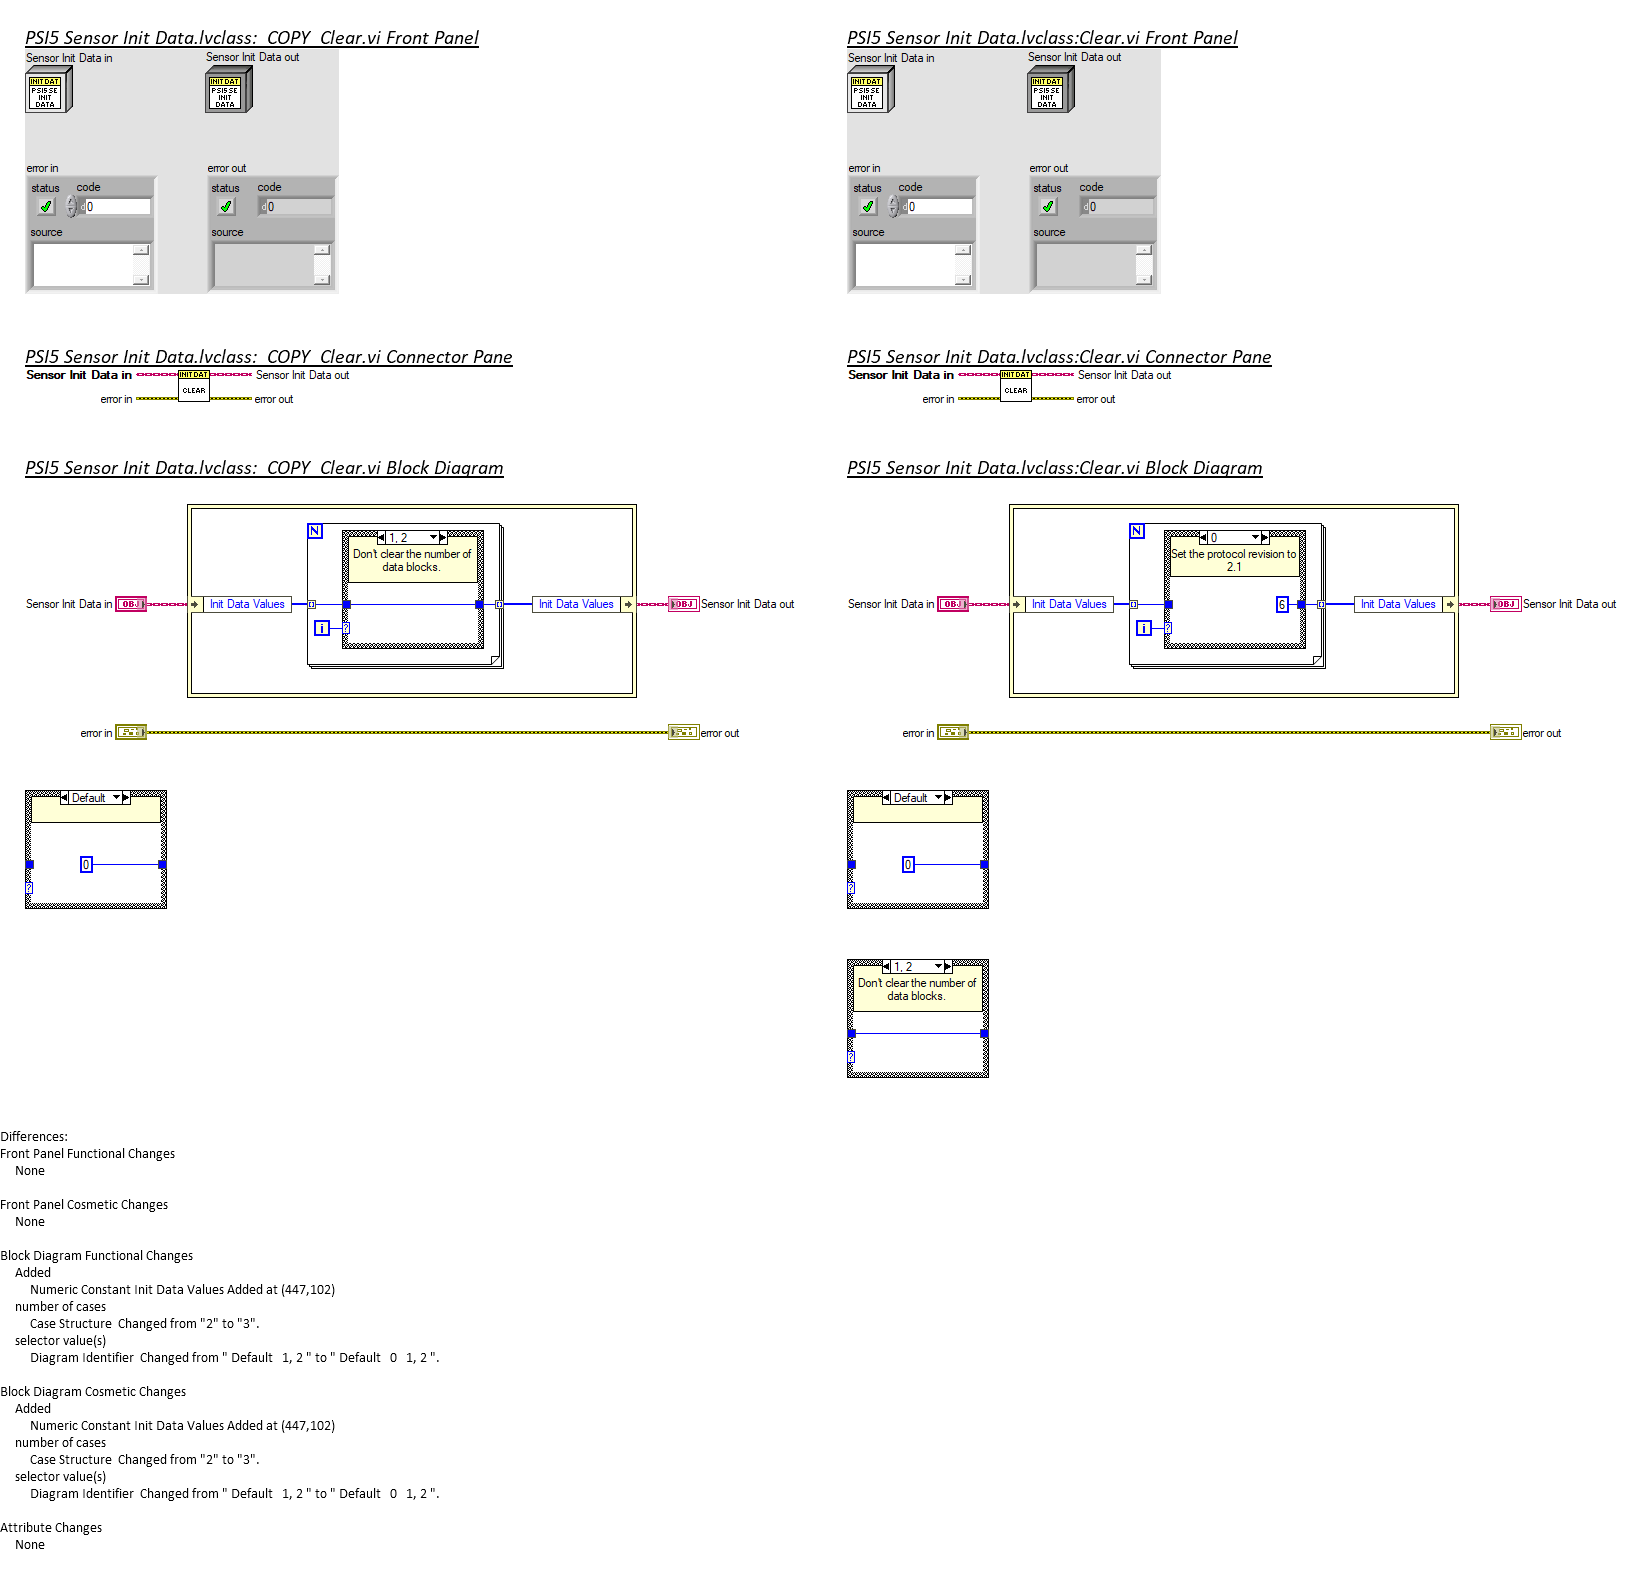 PSI5 Sensor Init Data.lvclass:  COPY  Clear.vi Front Panel
Sensor Init Data in
Sensor Init Data out
INIT DAT
PSI5 SE
INIT
DATA
INIT DAT
PSI5 SE
INIT
DATA
error in
error out
status
code
d 0
source
status
code
d 0
source
PSI5 Sensor Init Data.lvclass:  COPY  Clear.vi Connector Pane
Sensor Init Data in
INIT DAT
CLEAR
Sensor Init Data out
error in
error out
PSI5 Sensor Init Data.lvclass:  COPY  Clear.vi Block Diagram
N
1, 2
Don't clear the number of
data blocks.
Sensor Init Data in
OBJ
Init Data Values
Init Data Values
OBJ
Sensor Init Data out
i
?
error in
error out
Default
0
?
PSI5 Sensor Init Data.lvclass:Clear.vi Front Panel
Sensor Init Data in
Sensor Init Data out
INIT DAT
PSI5 SE
INIT
DATA
INIT DAT
PSI5 SE
INIT
DATA
error in
error out
status
code
d 0
source
status
code
d 0
source
PSI5 Sensor Init Data.lvclass:Clear.vi Connector Pane
Sensor Init Data in
INIT DAT
CLEAR
Sensor Init Data out
error in
error out
PSI5 Sensor Init Data.lvclass:Clear.vi Block Diagram
N
0
Set the protocol revision to
2.1
Sensor Init Data in
OBJ
Init Data Values
6
Init Data Values
OBJ
Sensor Init Data out
i
?
error in
error out
Default
0
?
1, 2
Don't clear the number of
data blocks.
?
Differences:
Front Panel Functional Changes
None
Front Panel Cosmetic Changes
None
Block Diagram Functional Changes
Added
Numeric Constant Init Data Values Added at (447,102)
number of cases
Case Structure  Changed from "2" to "3".
selector value(s)
Diagram Identifier  Changed from " Default   1, 2 " to " Default   0   1, 2 ".
Block Diagram Cosmetic Changes
Added
Numeric Constant Init Data Values Added at (447,102)
number of cases
Case Structure  Changed from "2" to "3".
selector value(s)
Diagram Identifier  Changed from " Default   1, 2 " to " Default   0   1, 2 ".
Attribute Changes
None